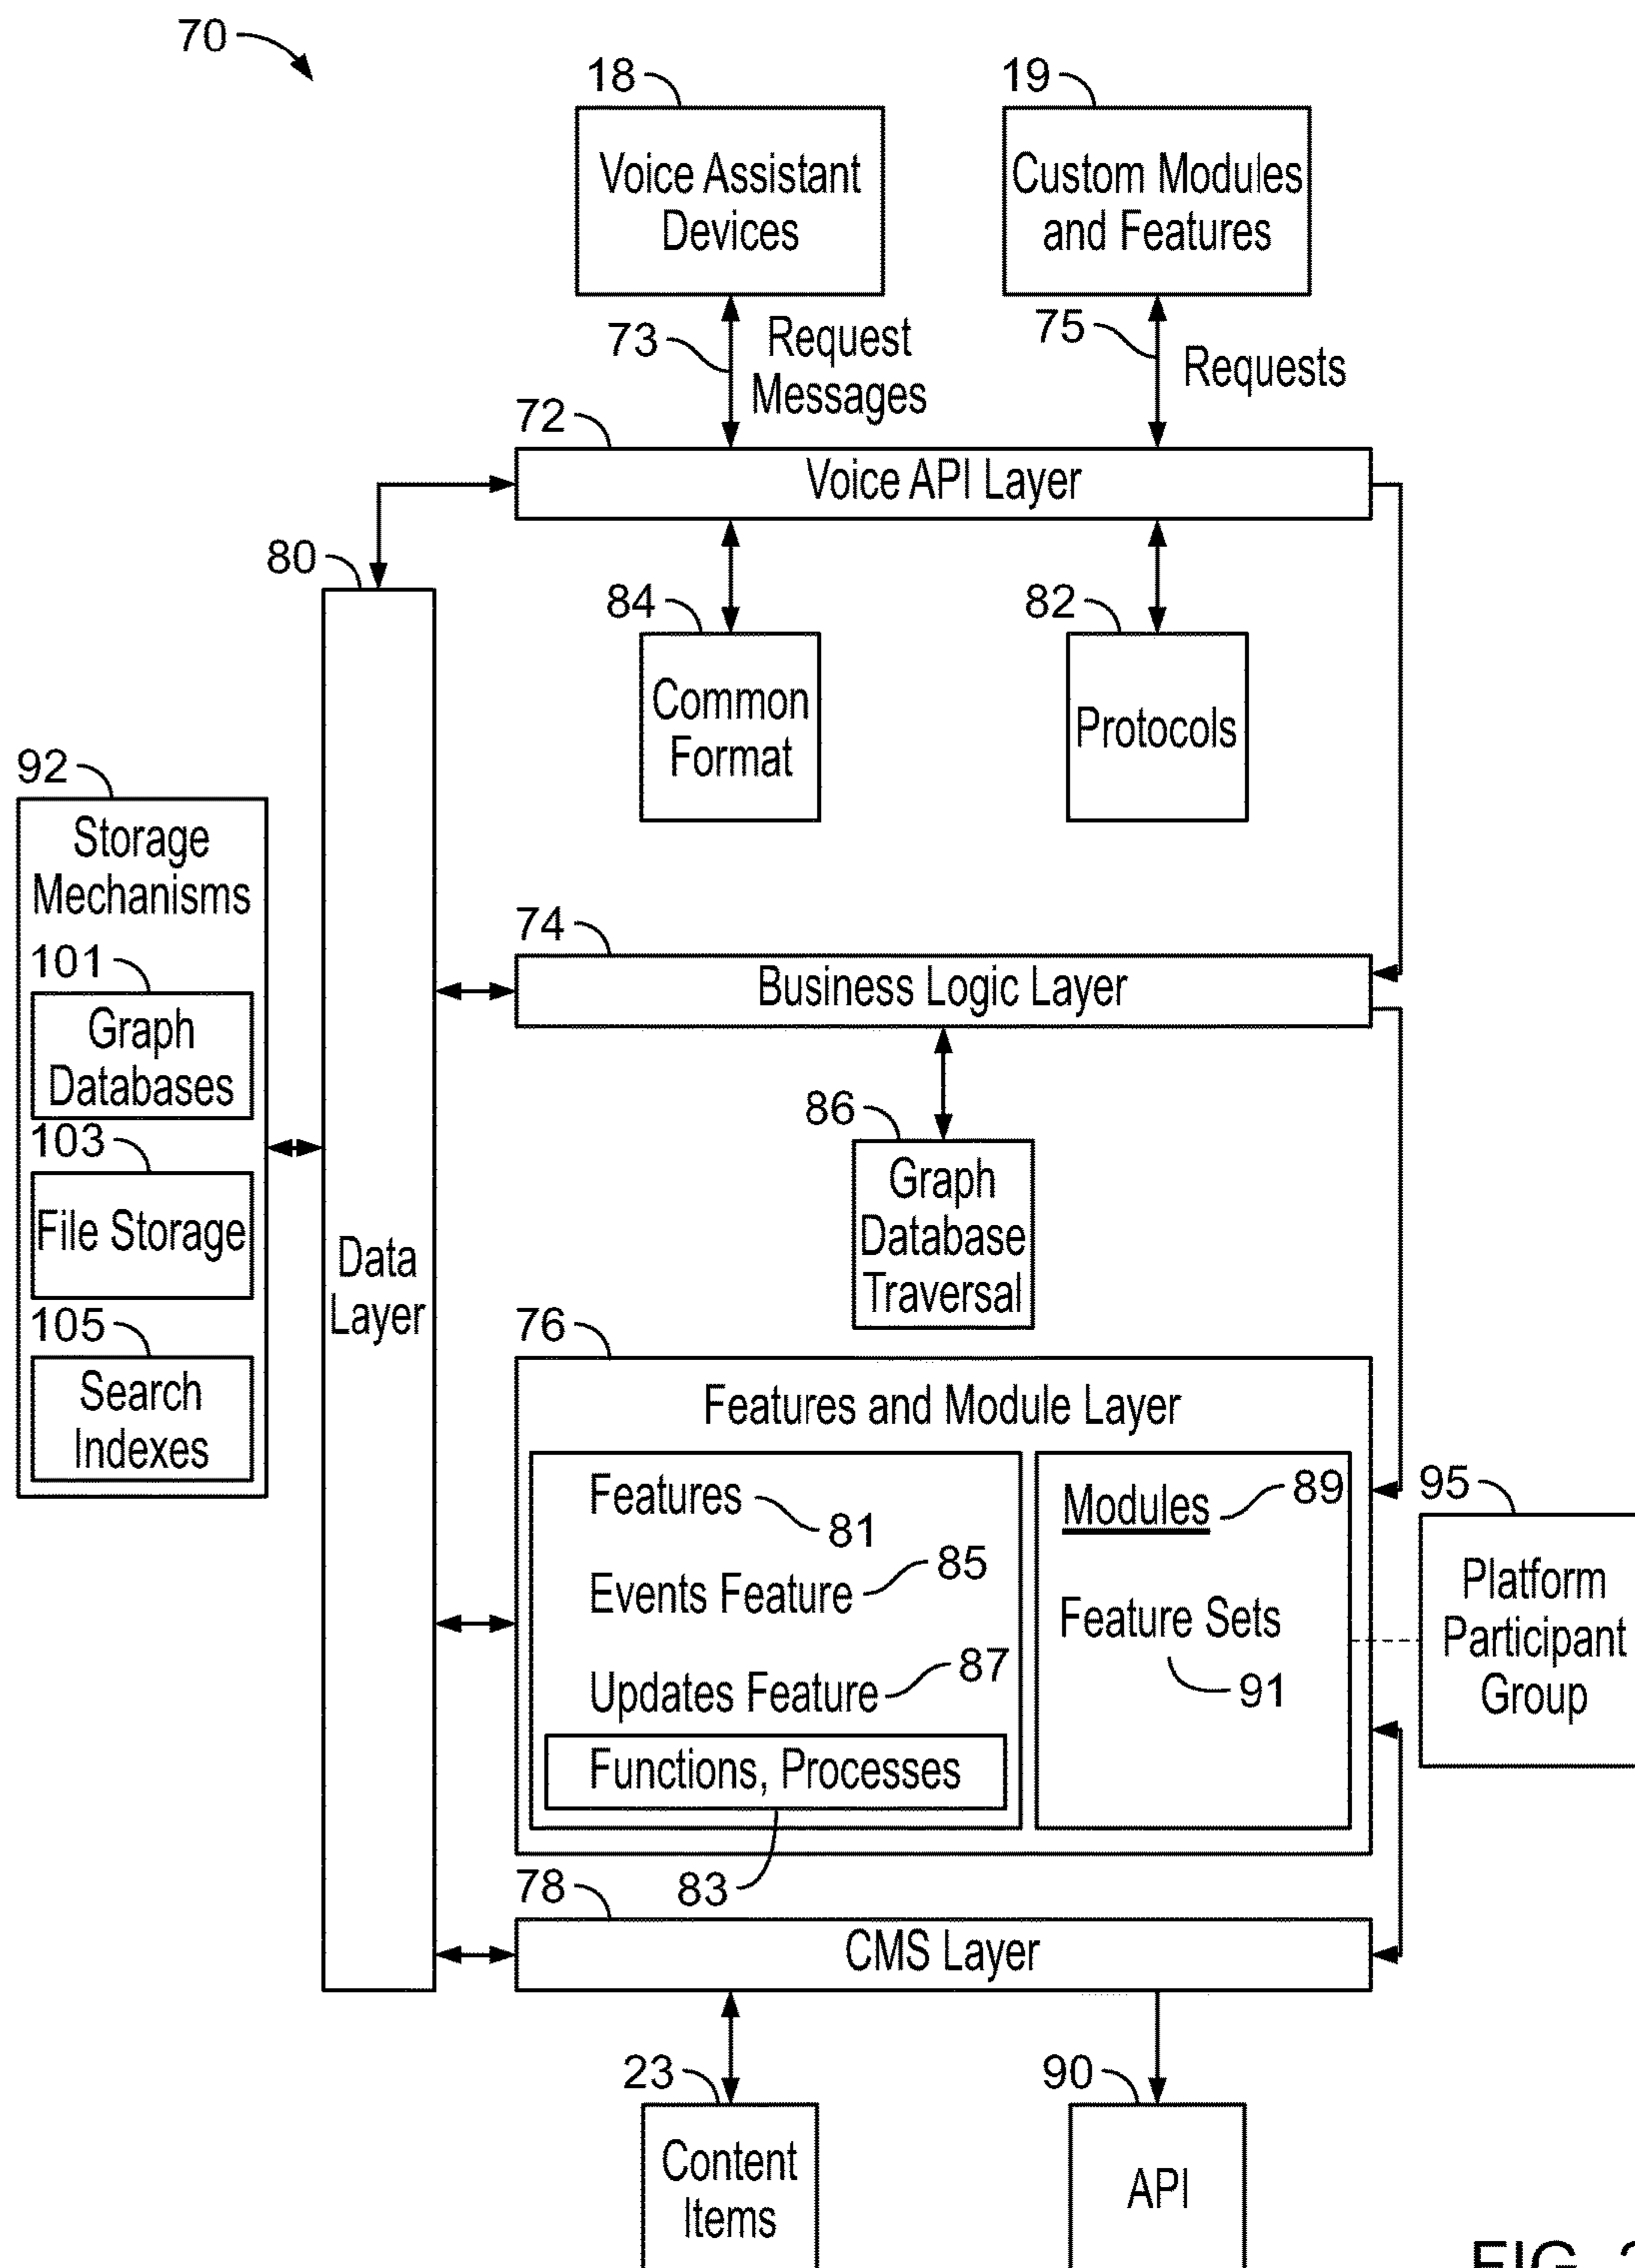 70
18
19
Voice Assistant
Devices
Custom Modules
and Features
73
Request
Messages
75
Requests
72
Voice API Layer
80
84
82
Common
Format
Protocols
92
Storage
Mechanisms
74
Business Logic Layer
101
Graph
Databases
86
Graph
Database
Traversal
103
File Storage
Data
Layer
105
Search
Indexes
76
Features and Module Layer
Features
81
Events Feature
85
Updates Feature
87
Functions, Processes
83
Modules
89
Feature Sets
91
95
Platform
Participant
Group
78
CMS Layer
23
Content
Items
90
API
FIG.